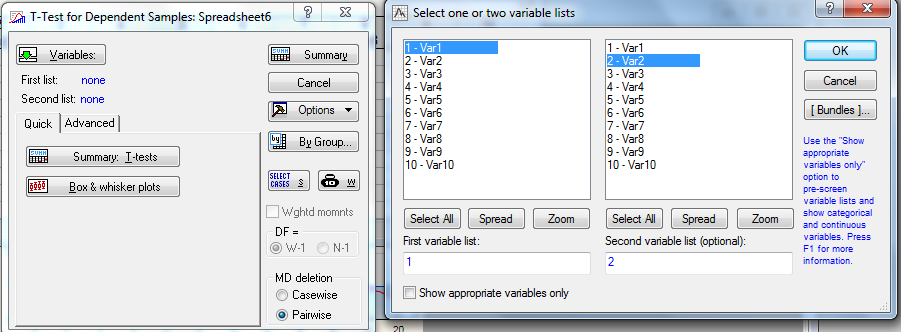 T-Test for Dependent Samples: Spreadsheet6
?
Variables:
Summary
First list: none
Cancel
Second list: none
Options
Quick
Advanced
By Group...
Summary: T-tests
Box & whisker plots
SELECT CASES S
W
Wghtd momnts
DF =
W-1
N-1
MD deletion
Casewise
Pairwise
20
Select one or two variable lists
?
1 - Var1
2 - Var2
3 - Var3
4 - Var4
5 - Var5
6 - Var6
7 - Var7
8 - Var8
9 - Var9
10 - Var10
1 - Var1
2 - Var2
3 - Var3
4 - Var4
5 - Var5
6 - Var6
7 - Var7
8 - Var8
9 - Var9
10 - Var10
OK
Cancel
[ Bundles ]...
Use the "Show
appropriate
variables only"
option to
pre-screen
variable lists and
show categorical
and continuous
variables. Press
F1 for more
information.
Select All
Spread
Zoom
Select All
Spread
Zoom
First variable list:
Second variable list (optional):
1
2
Show appropriate variables only